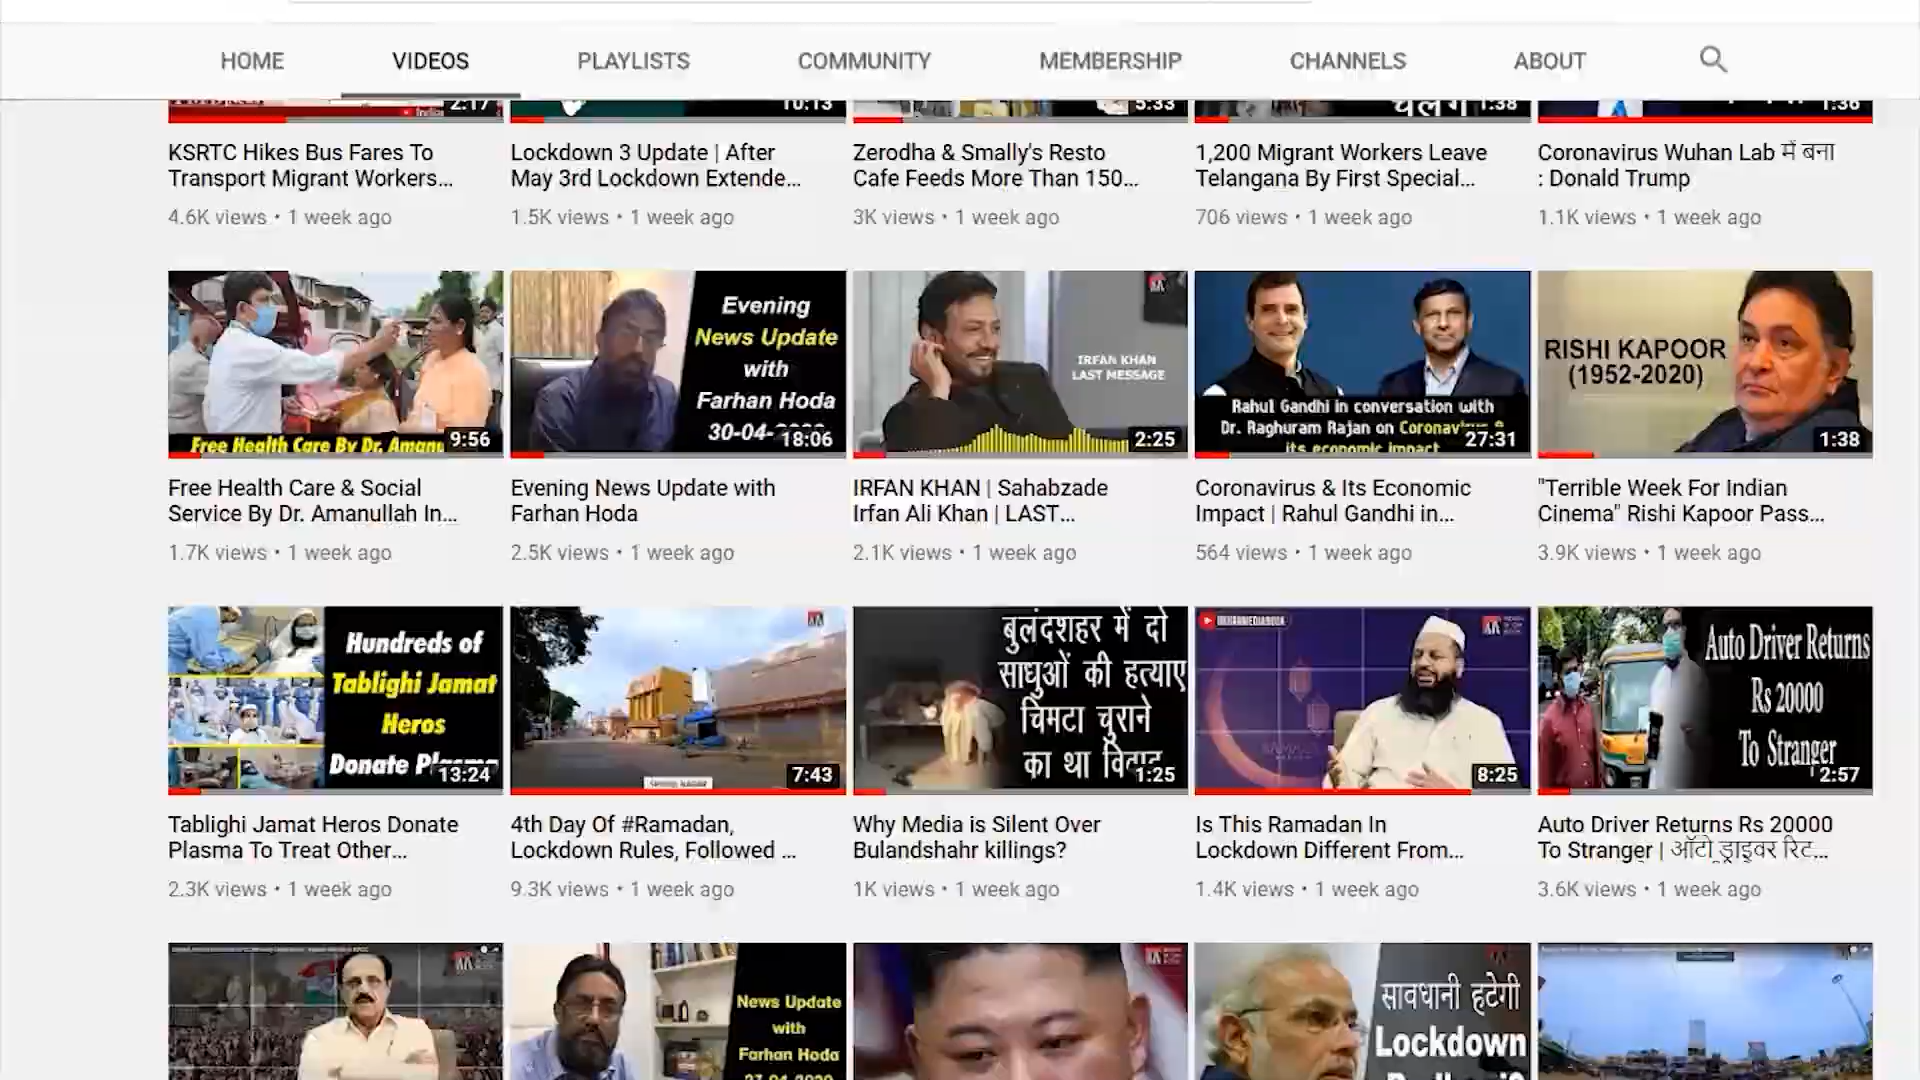 HOME
VIDEOS
PLAYLISTS
COMMUNITY
MEMBERSHIP
CHANNELS
ABOUT
2:17
10:13
5:33
1:38
1:36
KSRTC Hikes Bus Fares To
Transport Migrant Workers...
4.6K views • 1 week ago
Lockdown 3 Update | After
May 3rd Lockdown Extende...
1.5K views • 1 week ago
Zerodha & Smally's Resto
Cafe Feeds More Than 150...
3K views • 1 week ago
1,200 Migrant Workers Leave
Telangana By First Special...
706 views • 1 week ago
Coronavirus Wuhan Lab में बना
: Donald Trump
1.1K views • 1 week ago
Free Health Care By Dr. Amanu
9:56
Evening
News Update
with
Farhan Hoda
30-04-
18:06
IRFAN KHAN
LAST MESSAGE
2:25
Rahul Gandhi in conversation with
Dr. Raghuram Rajan on Coronav
its economic impact
27:31
RISHI KAPOOR
(1952-2020)
1:38
Free Health Care & Social
Service By Dr. Amanullah In...
1.7K views • 1 week ago
Evening News Update with
Farhan Hoda
2.5K views • 1 week ago
IRFAN KHAN | Sahabzade
Irfan Ali Khan | LAST...
2.1K views • 1 week ago
Coronavirus & Its Economic
Impact | Rahul Gandhi in...
564 views • 1 week ago
"Terrible Week For Indian
Cinema" Rishi Kapoor Pass...
3.9K views • 1 week ago
Hundreds of
Tablighi Jamat
Heros
Donate
13:24
7:43
बुलंदशहर में दो
साधुओं की हत्याए
चिमटा चुराने
का था
1:25
8:25
Auto Driver Returns
Rs 20000
To Stranger
2:57
Tablighi Jamat Heros Donate
Plasma To Treat Other...
2.3K views • 1 week ago
4th Day Of #Ramadan,
Lockdown Rules, Followed ...
9.3K views • 1 week ago
Why Media is Silent Over
Bulandshahr killings?
1K views • 1 week ago
Is This Ramadan In
Lockdown Different From...
1.4K views • 1 week ago
Auto Driver Returns Rs 20000
To Stranger | ऑटो ड्राइवर रिट...
3.6K views • 1 week ago
News Update
with
Farhan Hoda
सावधानी हटेगी
Lockdown